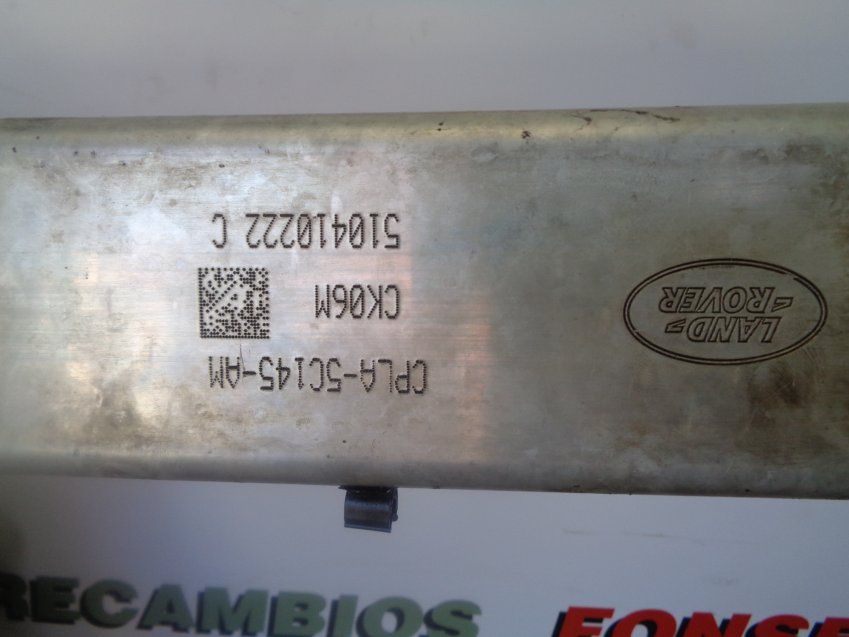 CPLA-5C145-AM
CK06M
510410222 C
LAND-
-ROVER
RECAMBIOS